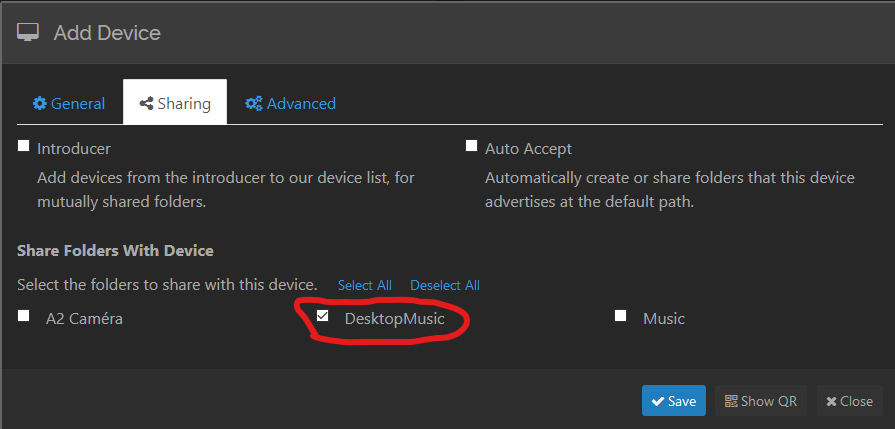 Add Device
General Sharing Advanced
Introducer
Add devices from the introducer to our device list, for
mutually shared folders.
Auto Accept
Automatically create or share folders that this device
advertises at the default path.
Share Folders With Device
Select the folders to share with this device. Select All Deselect All
A2 Caméra DesktopMusic Music
Save Show QR Close